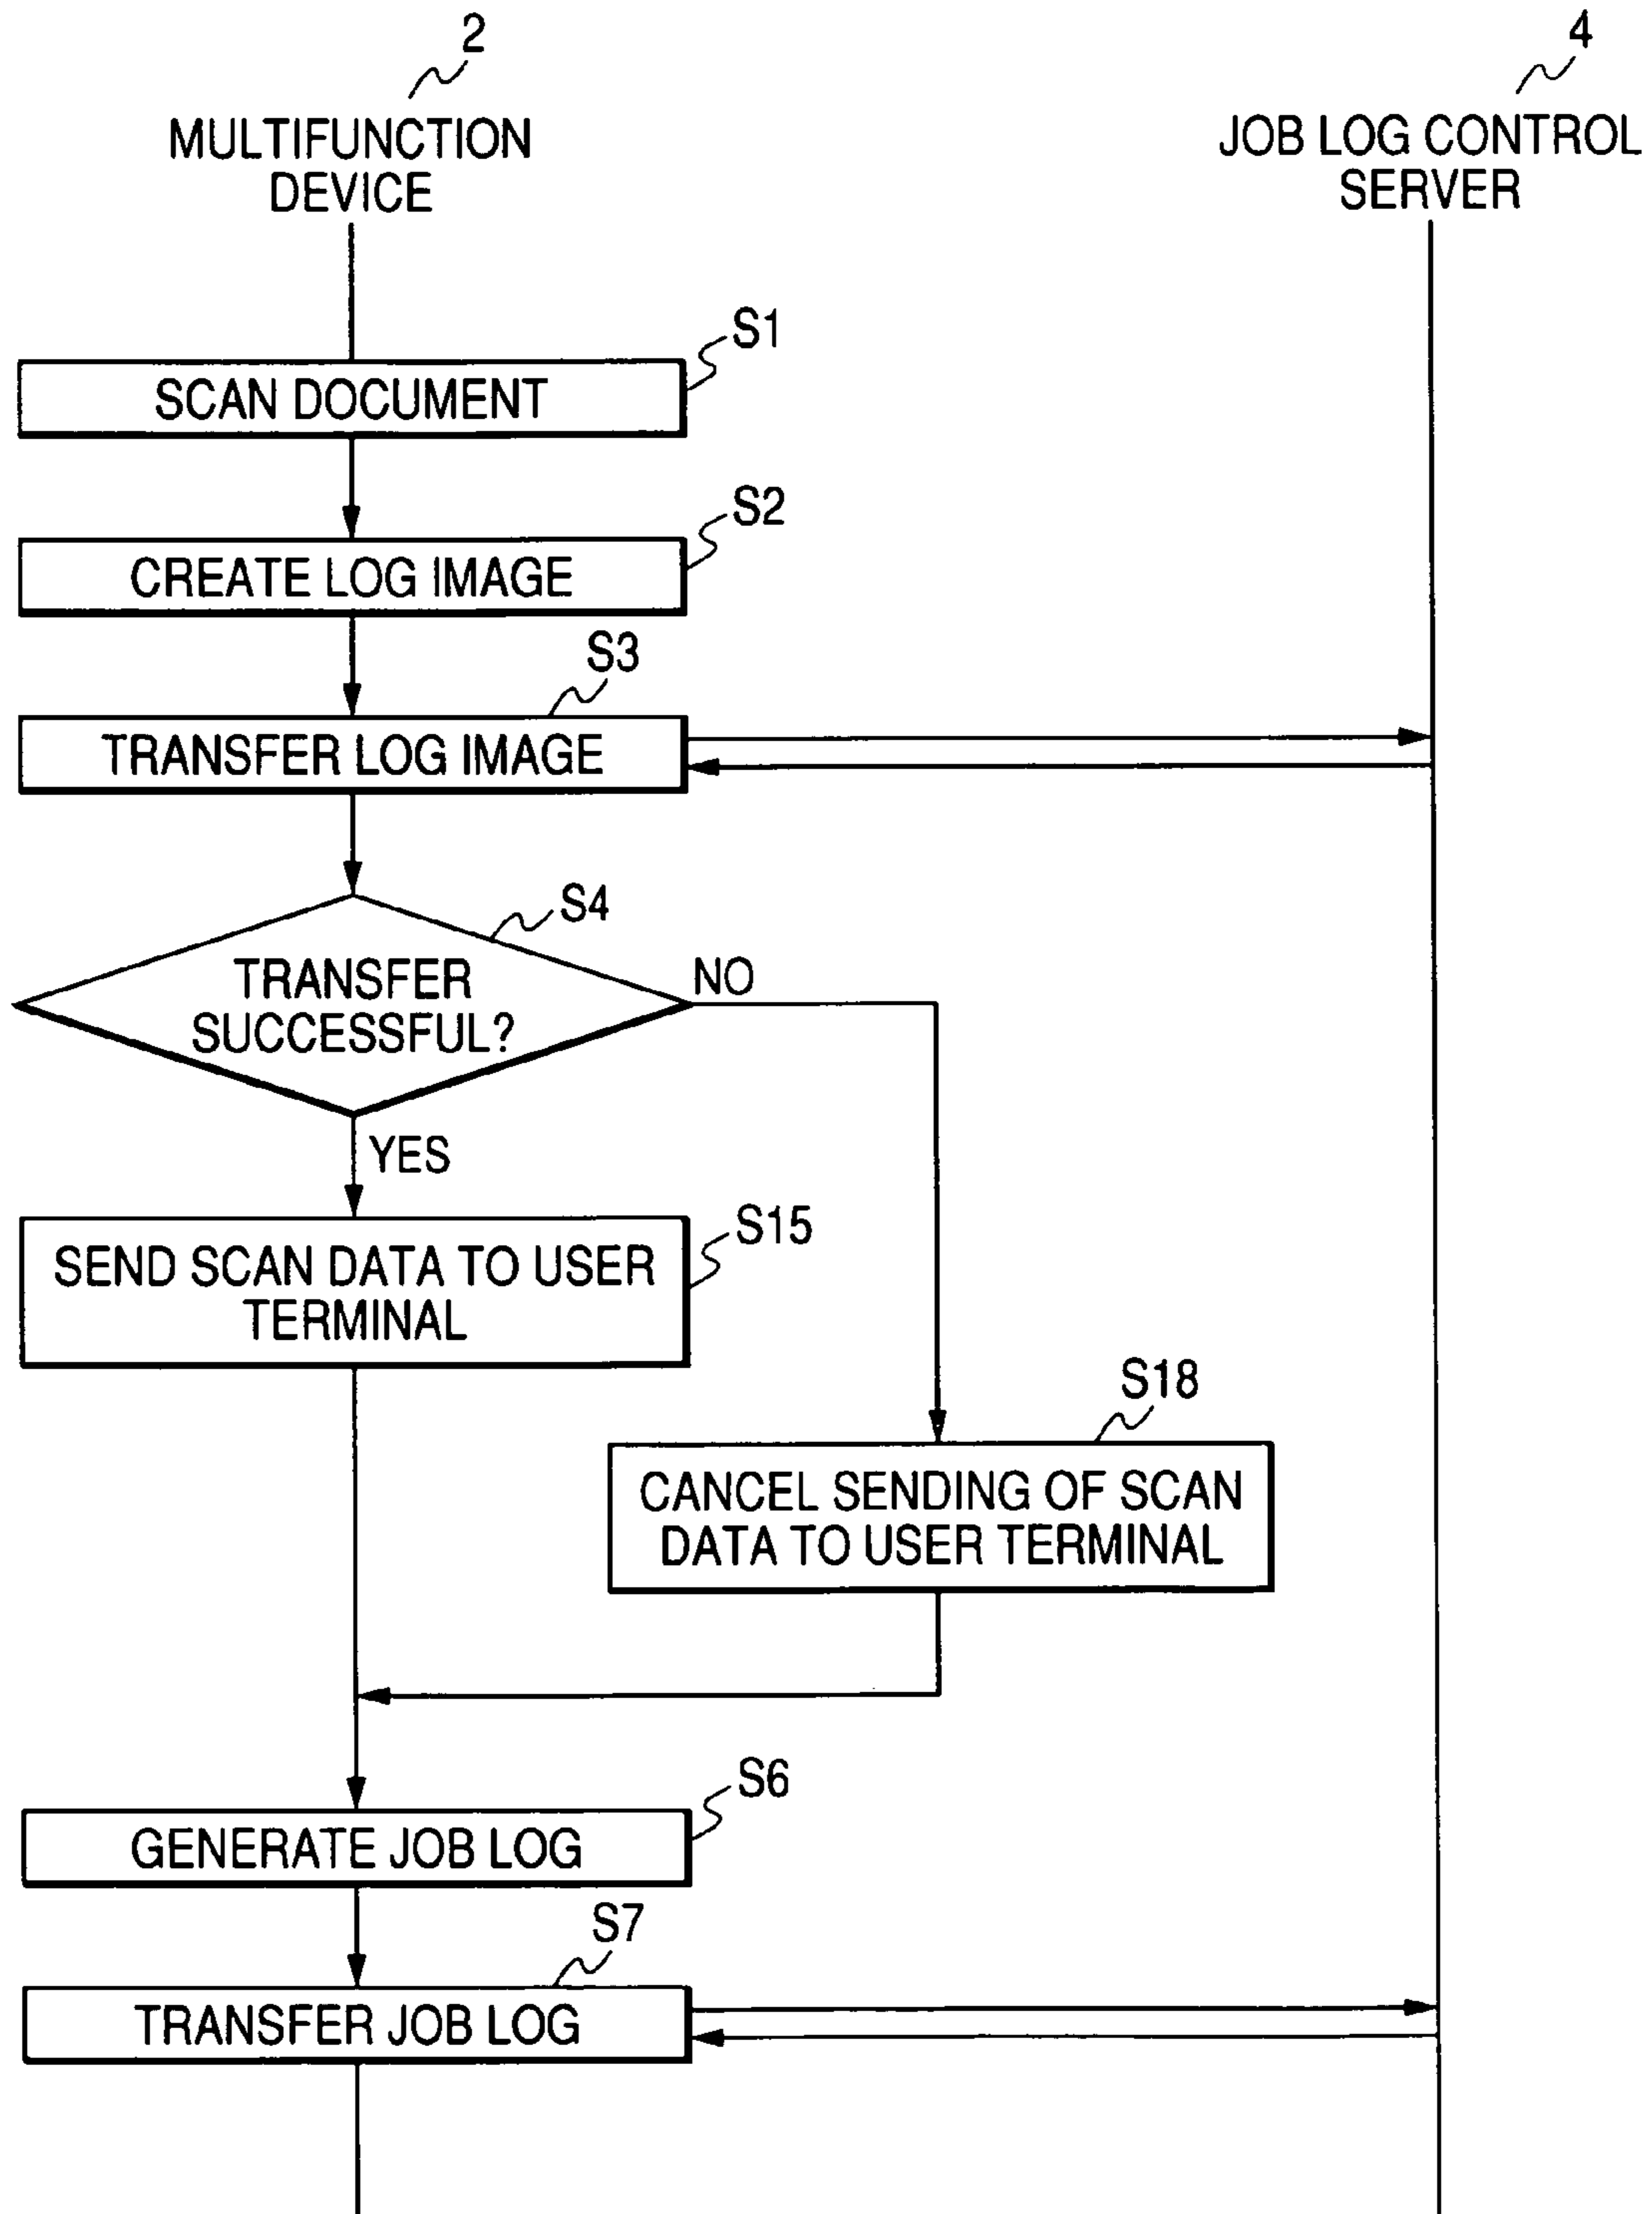 2
MULTIFUNCTION
DEVICE
4
JOB LOG CONTROL
SERVER
S1
SCAN DOCUMENT
S2
CREATE LOG IMAGE
S3
TRANSFER LOG IMAGE
S4
TRANSFER
SUCCESSFUL?
NO
YES
S15
SEND SCAN DATA TO USER
TERMINAL
S18
CANCEL SENDING OF SCAN
DATA TO USER TERMINAL
S6
GENERATE JOB LOG
S7
TRANSFER JOB LOG